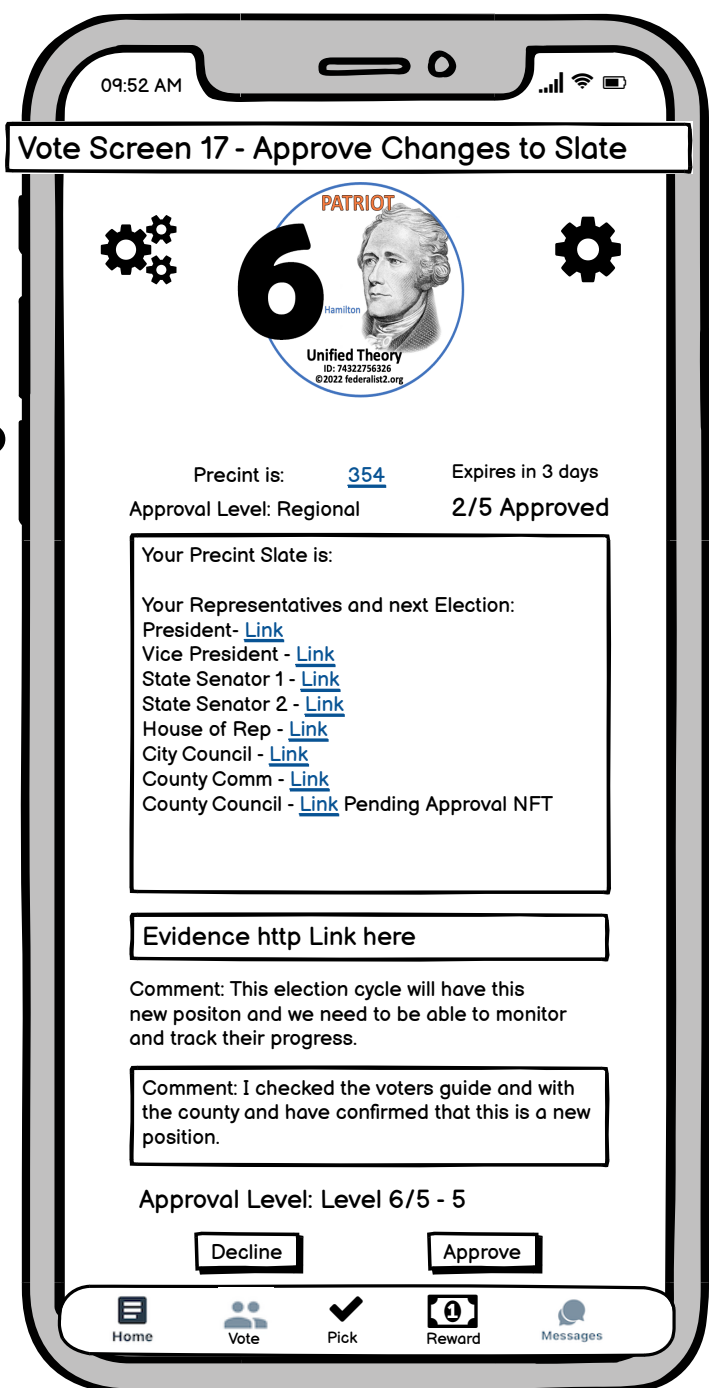 09:52 AM
Vote Screen 17 - Approve Changes to Slate
PATRIOT
6
Hamilton
Unified Theory
ID: 74322756326
©2022 federalist2.org
Precint is: 354 Expires in 3 days
Approval Level: Regional 2/5 Approved
Your Precint Slate is:
Your Representatives and next Election:
President- Link
Vice President - Link
State Senator 1 - Link
State Senator 2 - Link
House of Rep - Link
City Council - Link
County Comm - Link
County Council - Link Pending Approval NFT
Evidence http Link here
Comment: This election cycle will have this
new positon and we need to be able to monitor
and track their progress.
Comment: I checked the voters guide and with
the county and have confirmed that this is a new
position.
Approval Level: Level 6/5 - 5
Decline Approve
1
Home Vote Pick Reward Messages